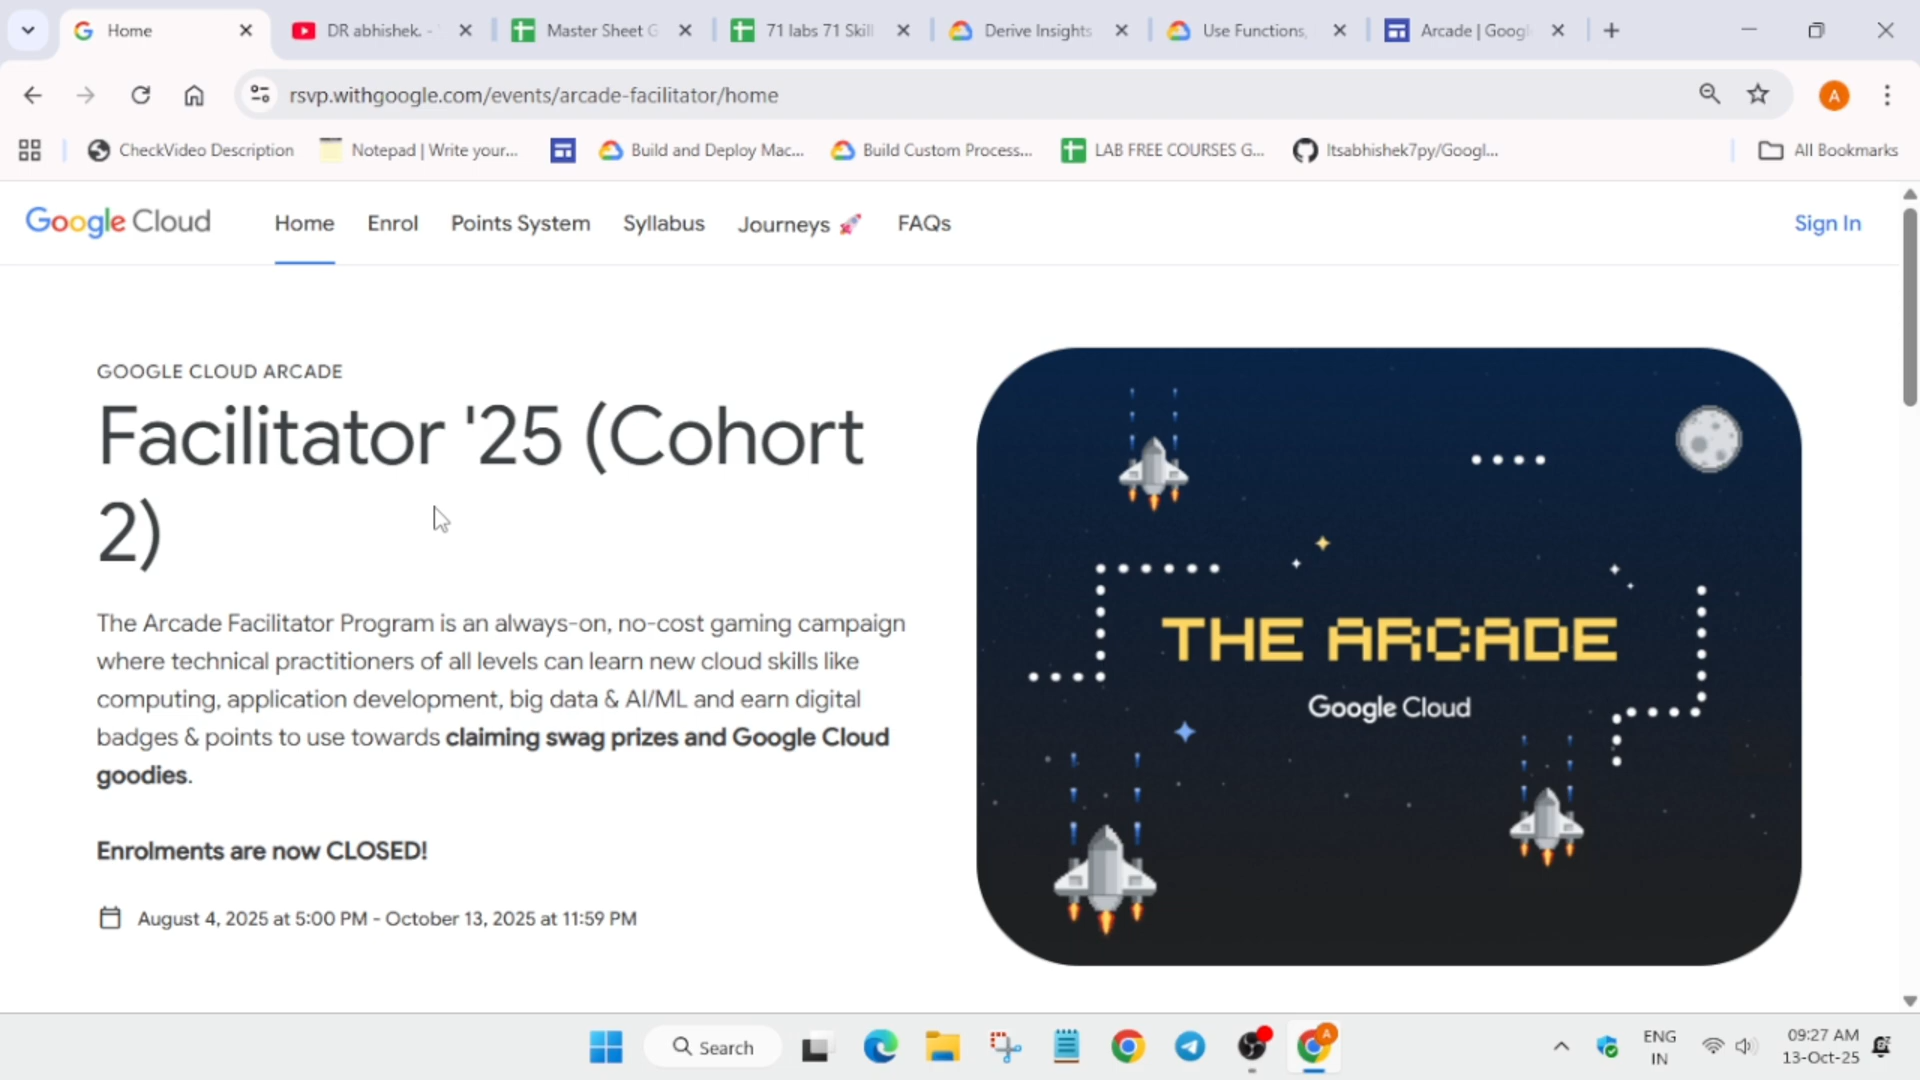 Home
DR abhishek. -
Master Sheet G
71 labs 71 Skill
Derive Insights
Use Functions,
Arcade | Googl
rsvp.withgoogle.com/events/arcade-facilitator/home
A
CheckVideo Description
Notepad | Write your...
Build and Deploy Mac...
Build Custom Process...
LAB FREE COURSES G...
Itsabhishek7py/Googl...
All Bookmarks
Google Cloud
Home
Enrol
Points System
Syllabus
Journeys 🚀
FAQs
Sign In
GOOGLE CLOUD ARCADE
Facilitator '25 (Cohort
2)
The Arcade Facilitator Program is an always-on, no-cost gaming campaign
where technical practitioners of all levels can learn new cloud skills like
computing, application development, big data & AI/ML and earn digital
badges & points to use towards claiming swag prizes and Google Cloud
goodies.
Enrolments are now CLOSED!
August 4, 2025 at 5:00 PM - October 13, 2025 at 11:59 PM
THE ARCADE
Google Cloud
Search
A
ENG
IN
09:27 AM
13-Oct-25